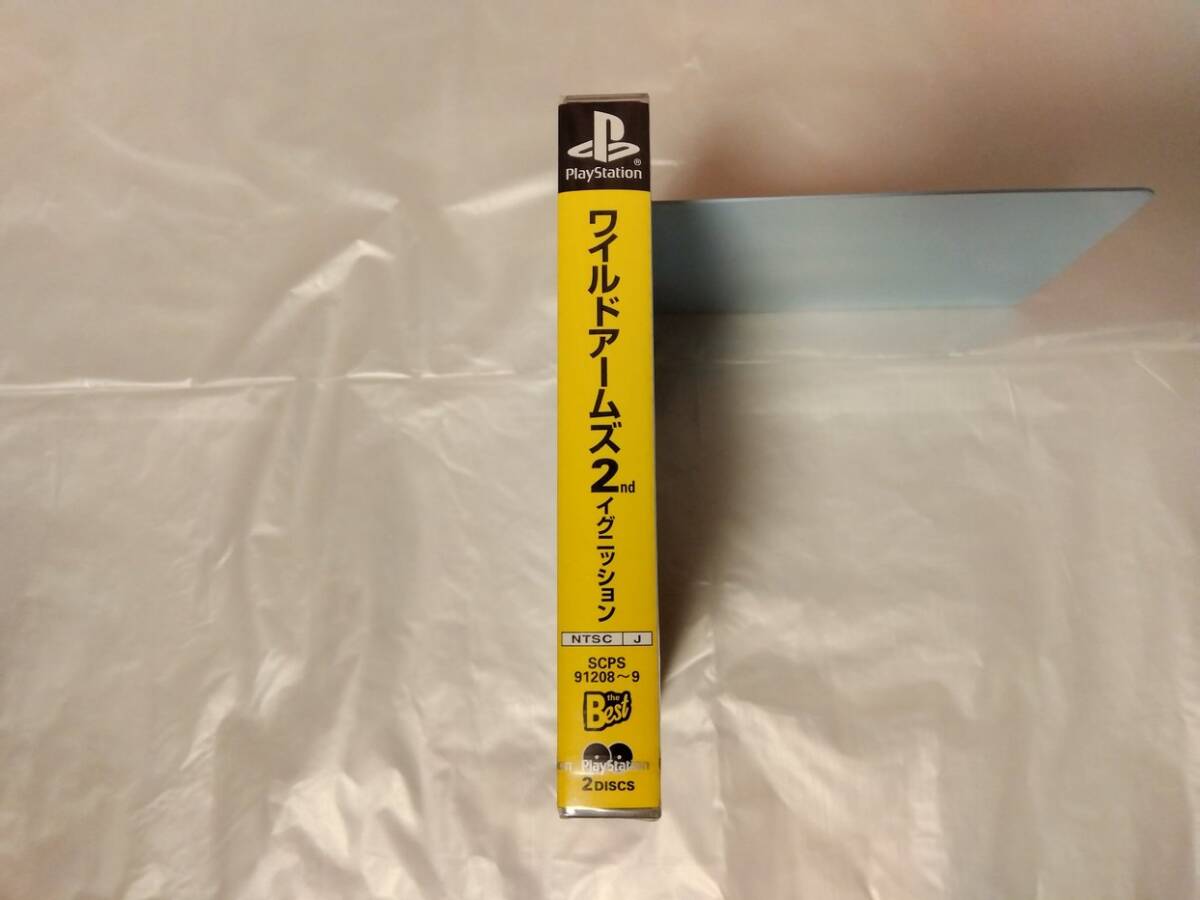 PlayStation
®
ワイルドアームズ2nd
イグニッション
NTSC J
SCPS
91208～9
the
Best
on PlayStation
2 DISCS